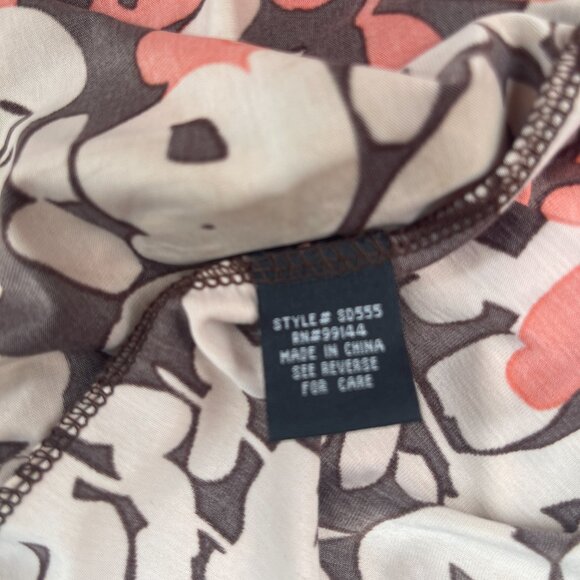 STYLE# SD555
RN#99144
MADE IN CHINA
SEE REVERSE
FOR CARE